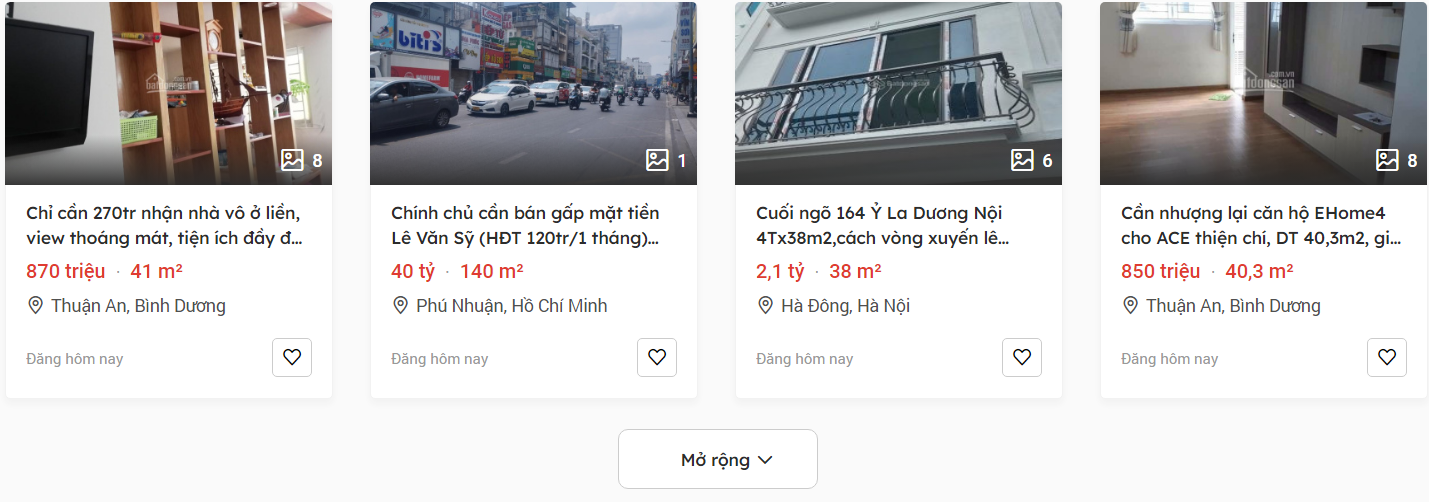 biti's
8
1
6
8
Chỉ cần 270tr nhận nhà vô ở liền,
view thoáng mát, tiện ích đầy đ...
870 triệu · 41 m²
Thuận An, Bình Dương
Đăng hôm nay
Chính chủ cần bán gấp mặt tiền
Lê Văn Sỹ (HĐT 120tr/1 tháng)...
40 tỷ · 140 m²
Phú Nhuận, Hồ Chí Minh
Đăng hôm nay
Cuối ngõ 164 Ỷ La Dương Nội
4Tx38m2,cách vòng xuyến lê...
2,1 tỷ · 38 m²
Hà Đông, Hà Nội
Đăng hôm nay
Cần nhượng lại căn hộ EHome4
cho ACE thiện chí, DT 40,3m2, gi...
850 triệu · 40,3 m²
Thuận An, Bình Dương
Đăng hôm nay
Mở rộng